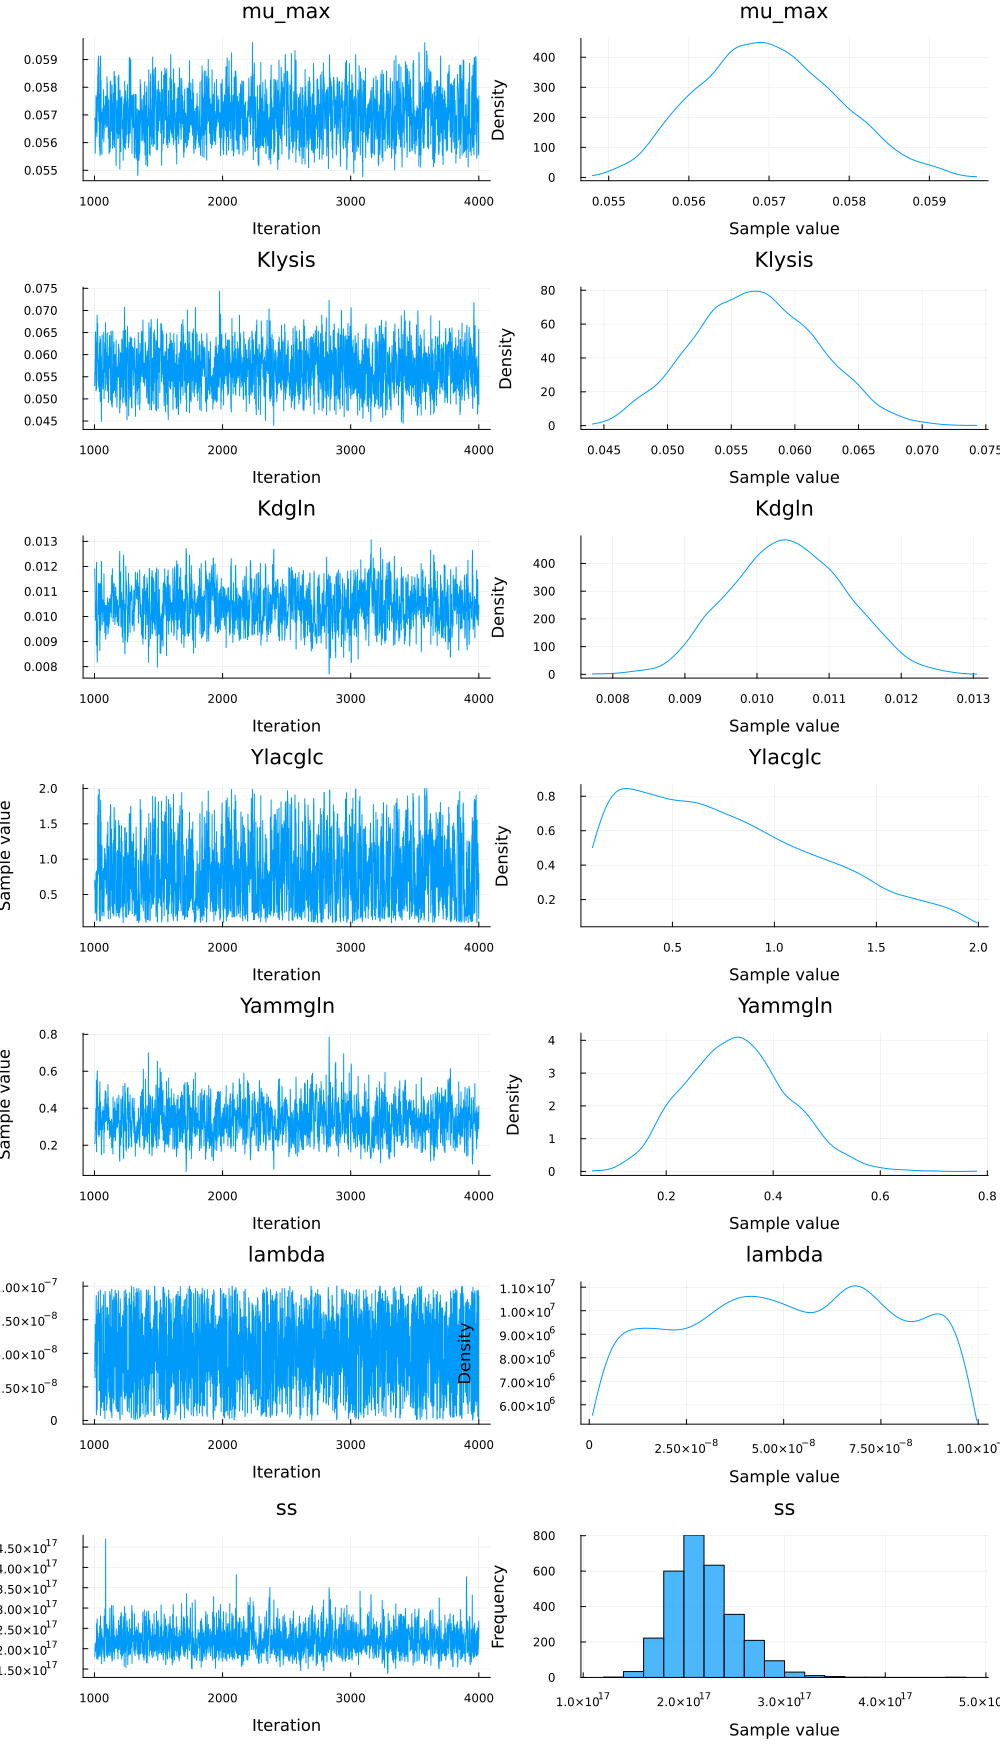 mu_max mu_max
0.059
0.058
0.057
0.056
0.055
1000 2000 3000 4000
Iteration
Density
400
300
200
100
0
0.055 0.056 0.057 0.058 0.059
Sample value
Klysis Klysis
0.075
0.070
0.065
0.060
0.055
0.050
0.045
1000 2000 3000 4000
Iteration
Density
80
60
40
20
0
0.045 0.050 0.055 0.060 0.065 0.070 0.075
Sample value
Kdgln Kdgln
0.013
0.012
0.011
0.010
0.009
0.008
1000 2000 3000 4000
Iteration
Density
400
300
200
100
0
0.008 0.009 0.010 0.011 0.012 0.013
Sample value
Ylacglc Ylacglc
Sample value
2.0
1.5
1.0
0.5
1000 2000 3000 4000
Iteration
Density
0.8
0.6
0.4
0.2
0.5 1.0 1.5 2.0
Sample value
Yammgln Yammgln
Sample value
0.8
0.6
0.4
0.2
1000 2000 3000 4000
Iteration
Density
4
3
2
1
0
0.2 0.4 0.6 0.8
Sample value
lambda lambda
.00×10⁻⁷
.50×10⁻⁸
.00×10⁻⁸
.50×10⁻⁸
0
1000 2000 3000 4000
Iteration
Density
1.10×10⁷
1.00×10⁷
9.00×10⁶
8.00×10⁶
7.00×10⁶
6.00×10⁶
0 2.50×10⁻⁸ 5.00×10⁻⁸ 7.50×10⁻⁸ 1.00×10
Sample value
ss ss
4.50×10¹⁷
4.00×10¹⁷
3.50×10¹⁷
3.00×10¹⁷
2.50×10¹⁷
2.00×10¹⁷
1.50×10¹⁷
1000 2000 3000 4000
Iteration
Frequency
800
600
400
200
0
1.0×10¹⁷ 2.0×10¹⁷ 3.0×10¹⁷ 4.0×10¹⁷ 5.0×10
Sample value